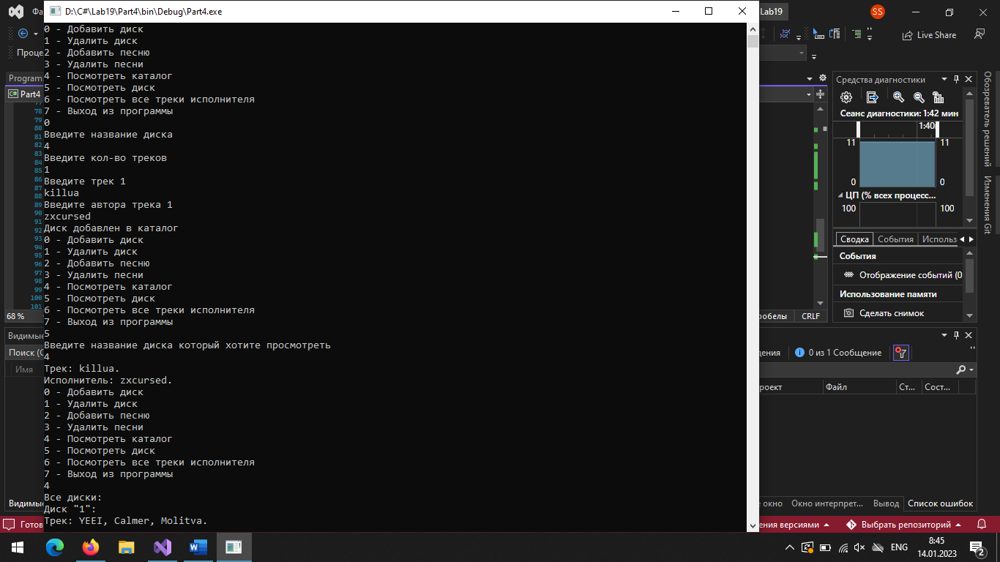 Фа
D:\C#\Lab19\Part4\bin\Debug\Part4.exe
Lab19
SS
Live Share
Проце
Program
Part4
77
78
79
80
81
82
83
84
85
86
87
88
89
90
91
92
93
94
95
96
97
98
99
100
101
68 %
Видимые
Поиск (C
Имя
Видимые
Готов
0 - Добавить диск
1 - Удалить диск
2 - Добавить песню
3 - Удалить песни
4 - Посмотреть каталог
5 - Посмотреть диск
6 - Посмотреть все треки исполнителя
7 - Выход из программы
0
Введите название диска
4
Введите кол-во треков
1
Введите трек 1
killua
Введите автора трека 1
zxcursed
Диск добавлен в каталог
0 - Добавить диск
1 - Удалить диск
2 - Добавить песню
3 - Удалить песни
4 - Посмотреть каталог
5 - Посмотреть диск
6 - Посмотреть все треки исполнителя
7 - Выход из программы
5
Введите название диска который хотите просмотреть
4
Трек: killua.
Исполнитель: zxcursed.
0 - Добавить диск
1 - Удалить диск
2 - Добавить песню
3 - Удалить песни
4 - Посмотреть каталог
5 - Посмотреть диск
6 - Посмотреть все треки исполнителя
7 - Выход из программы
4
Все диски:
Диск "1":
Трек: YEEI, Calmer, Molitva.
Средства диагностики
Сеанс диагностики: 1:42 мин
1:40
11 11
0 0
ЦП (% всех процесс...
100 100
Сводка События Использ
События
Отображение событий (0
Использование памяти
Сделать снимок
Обозреватель решений
Изменения Git
робелы CRLF
дения 0 из 1 Сообщение
роект Файл Ст... Сост...
е окно Окно интерпрет... Вывод Список ошибок
ения версиями Выбрать репозиторий
ENG
8:45
14.01.2023
2